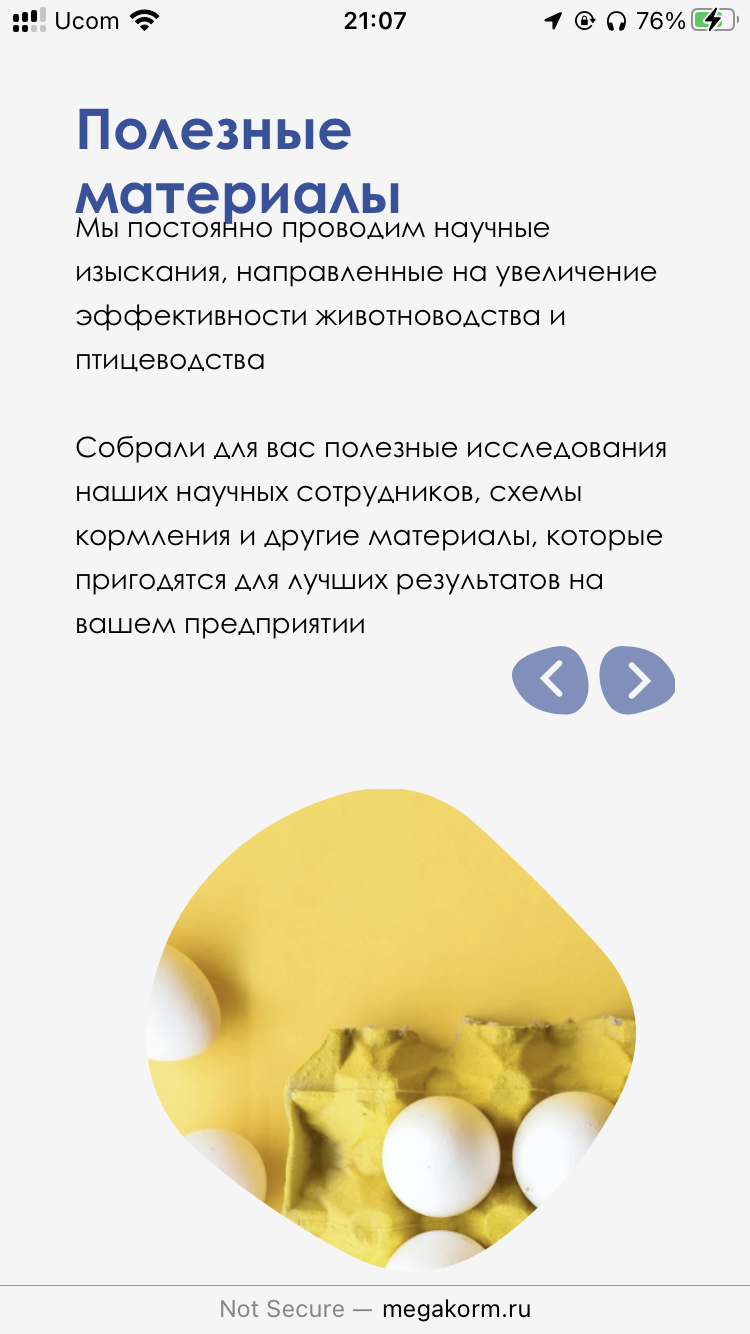 Ucom 21:07 76%
Полезные
материалы
Мы постоянно проводим научные
изыскания, направленные на увеличение
эффективности животноводства и
птицеводства
Собрали для вас полезные исследования
наших научных сотрудников, схемы
кормления и другие материалы, которые
пригодятся для лучших результатов на
вашем предприятии
Not Secure — megakorm.ru